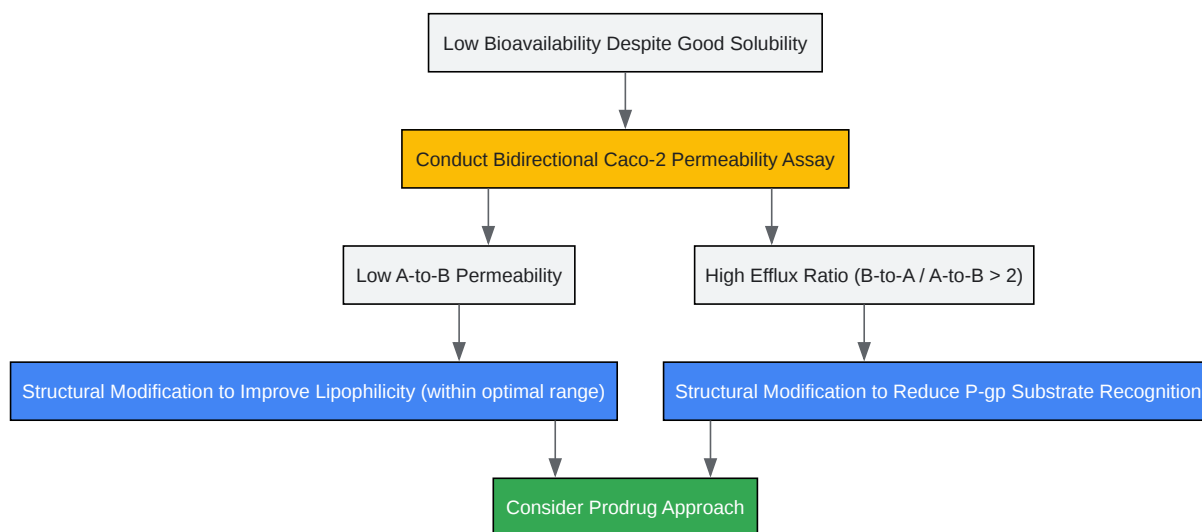 Low Bioavailability Despite Good Solubility
Conduct Bidirectional Caco-2 Permeability Assay
Low A-to-B Permeability
High Efflux Ratio (B-to-A / A-to-B > 2)
Structural Modification to Improve Lipophilicity (within optimal range)
Structural Modification to Reduce P-gp Substrate Recognition
Consider Prodrug Approach